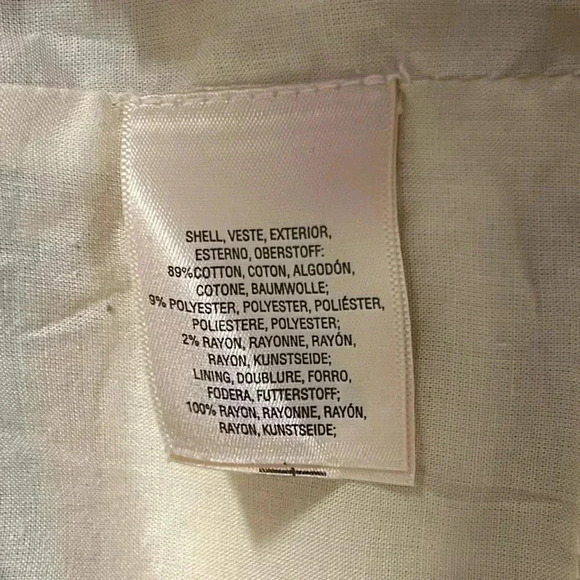 SHELL, VESTE, EXTERIOR,
ESTERNO, OBERSTOFF:
89% COTTON, COTON, ALGODÓN,
COTONE, BAUMWOLLE;
9% POLYESTER, POLYESTER, POLIÉSTER,
POLIESTERE, POLYESTER;
2% RAYON, RAYONNE, RAYÓN,
RAYON, KUNSTSEIDE;
LINING, DOUBLURE, FORRO,
FODERA, FUTTERSTOFF;
100% RAYON, RAYONNE, RAYÓN,
RAYON, KUNSTSEIDE;